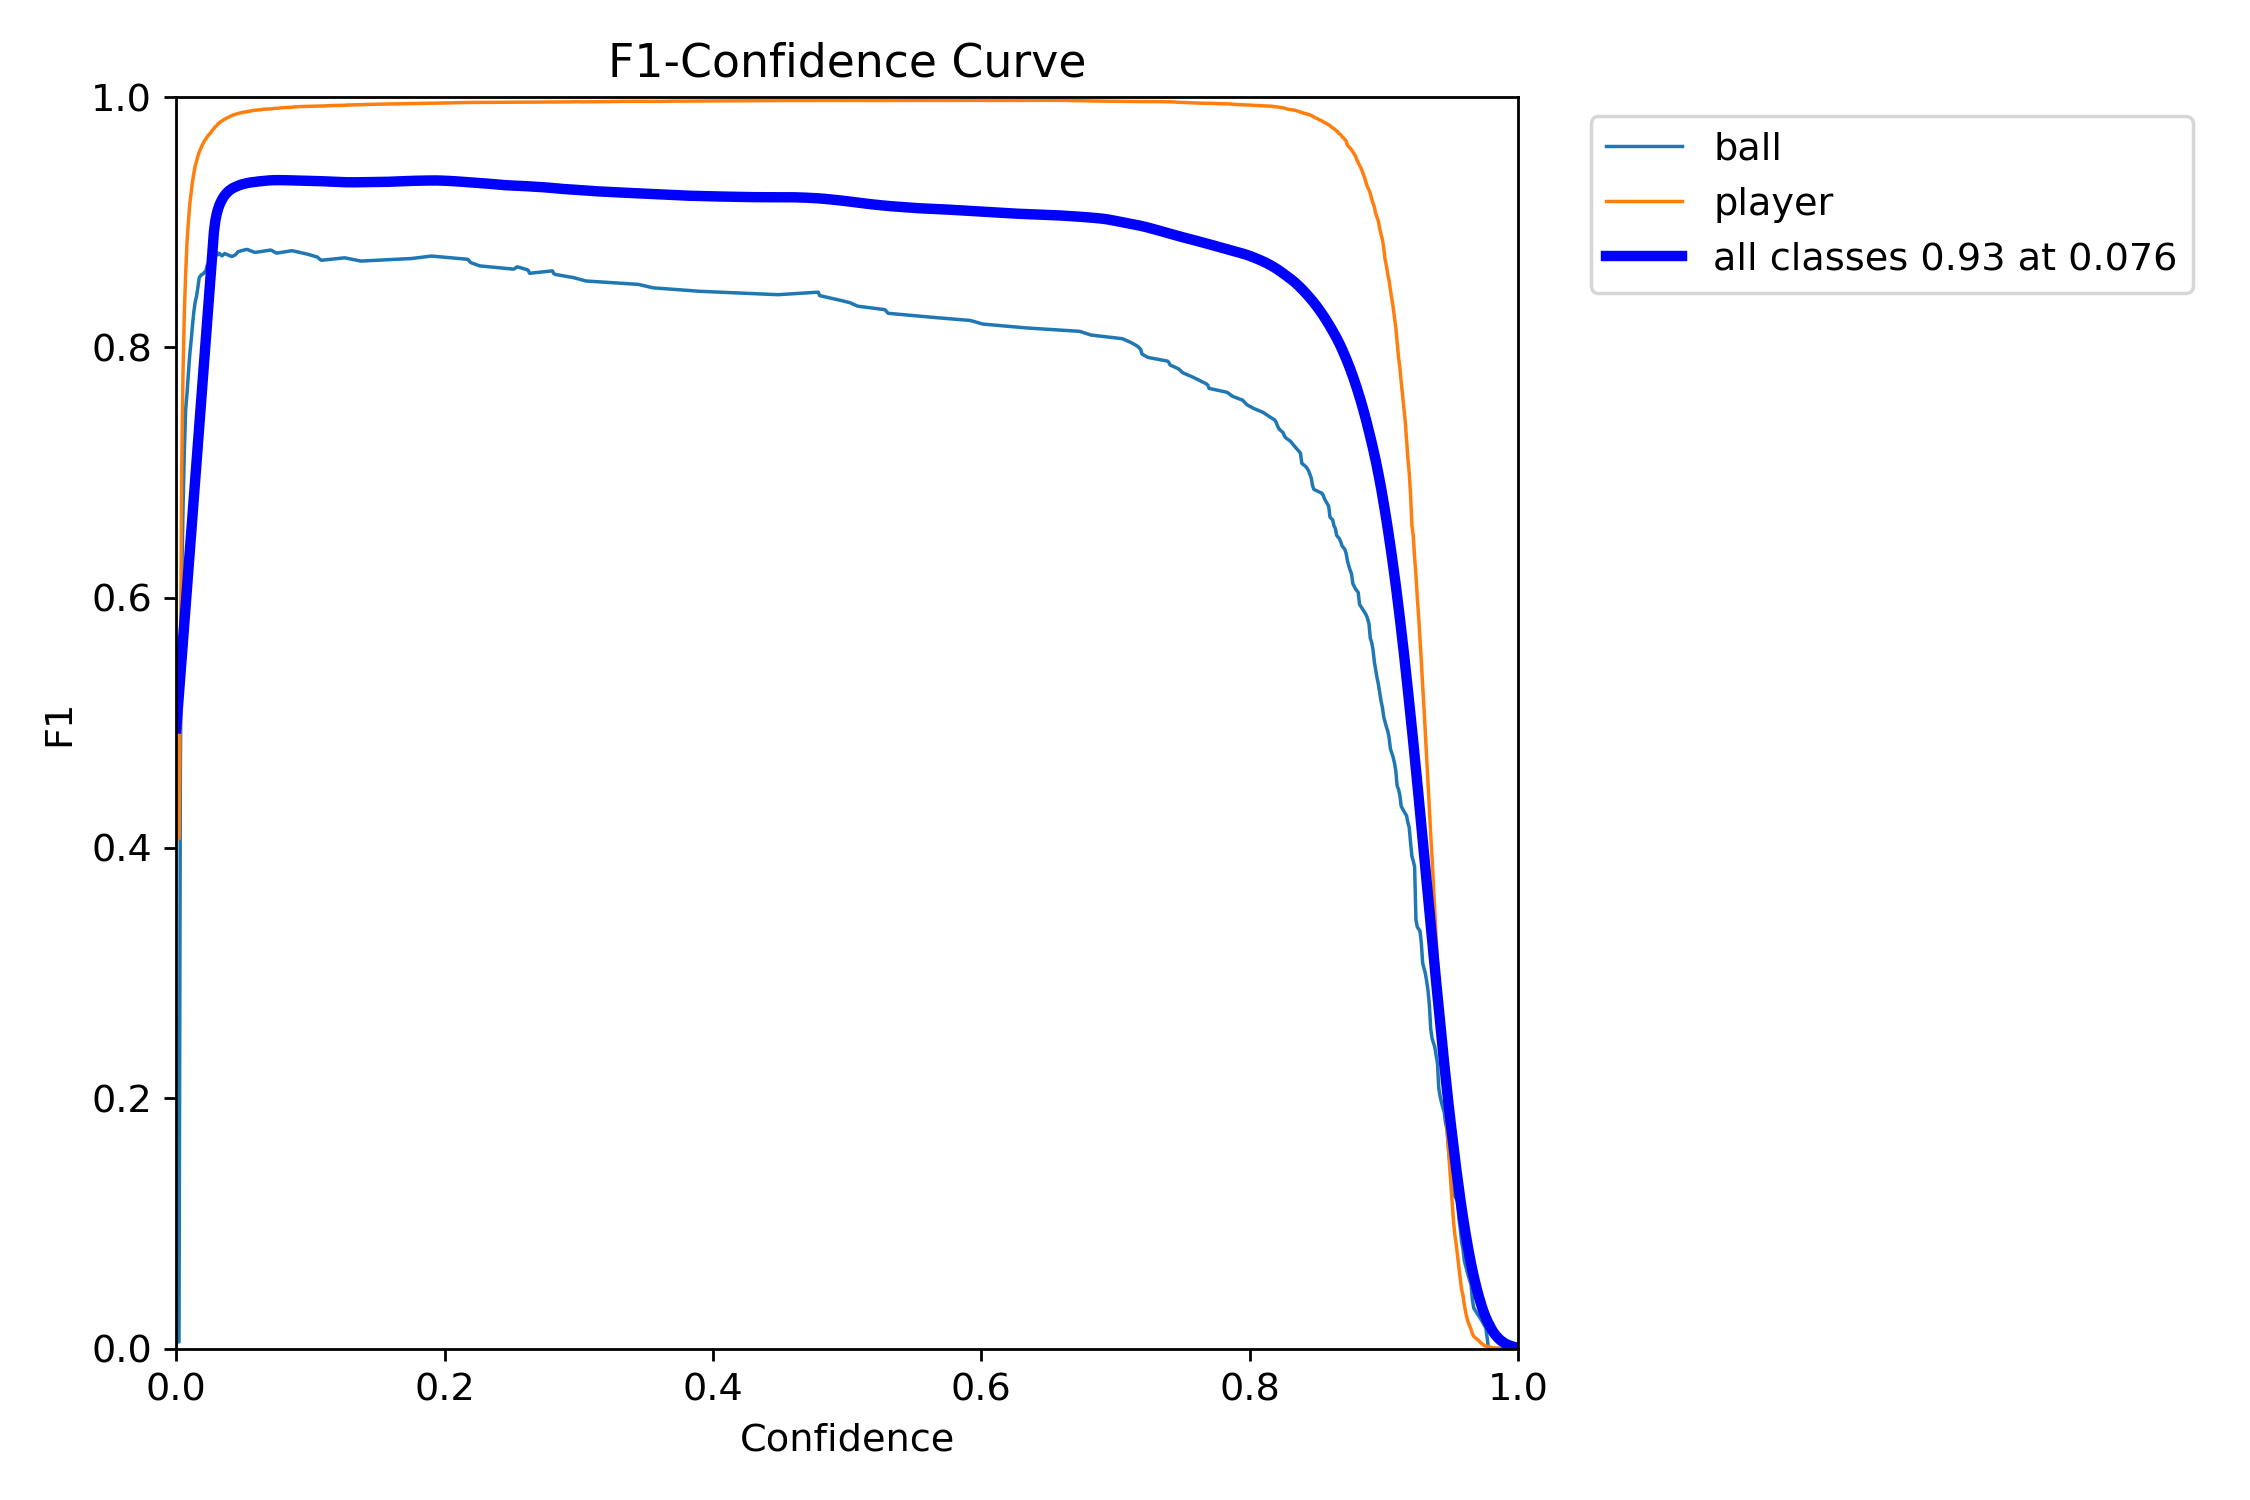 F1-Confidence Curve
1.0
0.8
0.6
0.4
0.2
0.0
F1
0.0 0.2 0.4 0.6 0.8 1.0
Confidence
ball
player
all classes 0.93 at 0.076